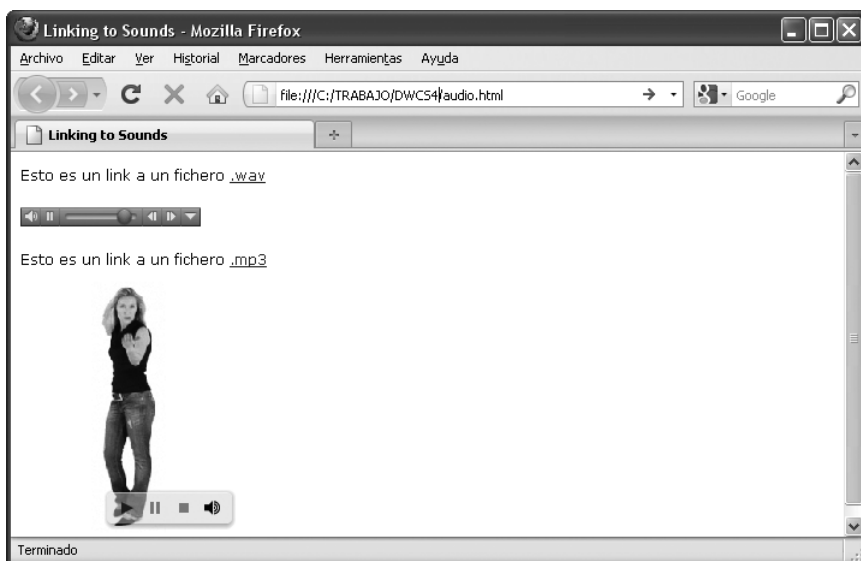 Linking to Sounds - Mozilla Firefox
Archivo Editar Ver Historial Marcadores Herramientas Ayuda
file:///C:/TRABAJO/DWCS4/audio.html Google
Linking to Sounds
Esto es un link a un fichero .wav
Esto es un link a un fichero .mp3
Terminado